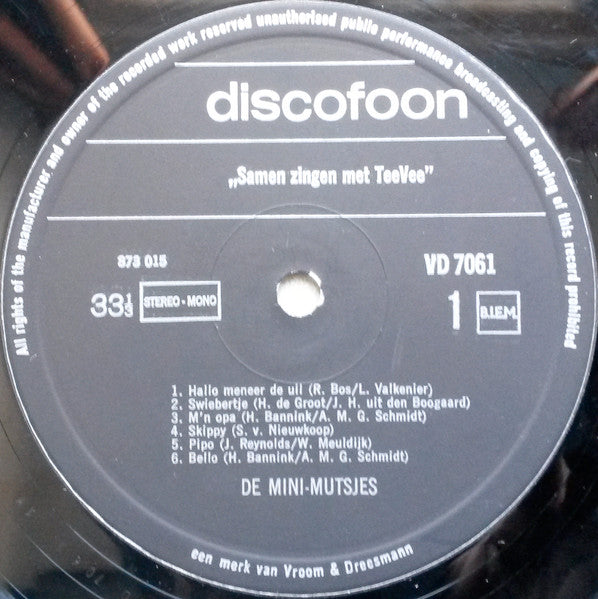 All rights of the manufacturer and owner of the recorded work reserved unauthorised public performance broadcasting and copying of this record prohibited
discofoon
„Samen zingen met TeeVee”
873 015
VD 7061
33⅓
STEREO - MONO
1
B.I.E.M.
1. Hallo meneer de uil (R. Bos/L. Valkenier)
2. Swiebertje (H. de Groot/J. H. uit den Boogaard)
3. M'n opa (H. Bannink/A. M. G. Schmidt)
4. Skippy (S. v. Nieuwkoop)
5. Pipo (J. Reynolds/W. Meuldijk)
6. Bello (H. Bannink/A. M. G. Schmidt)
DE MINI-MUTSJES
een merk van Vroom & Dreesmann